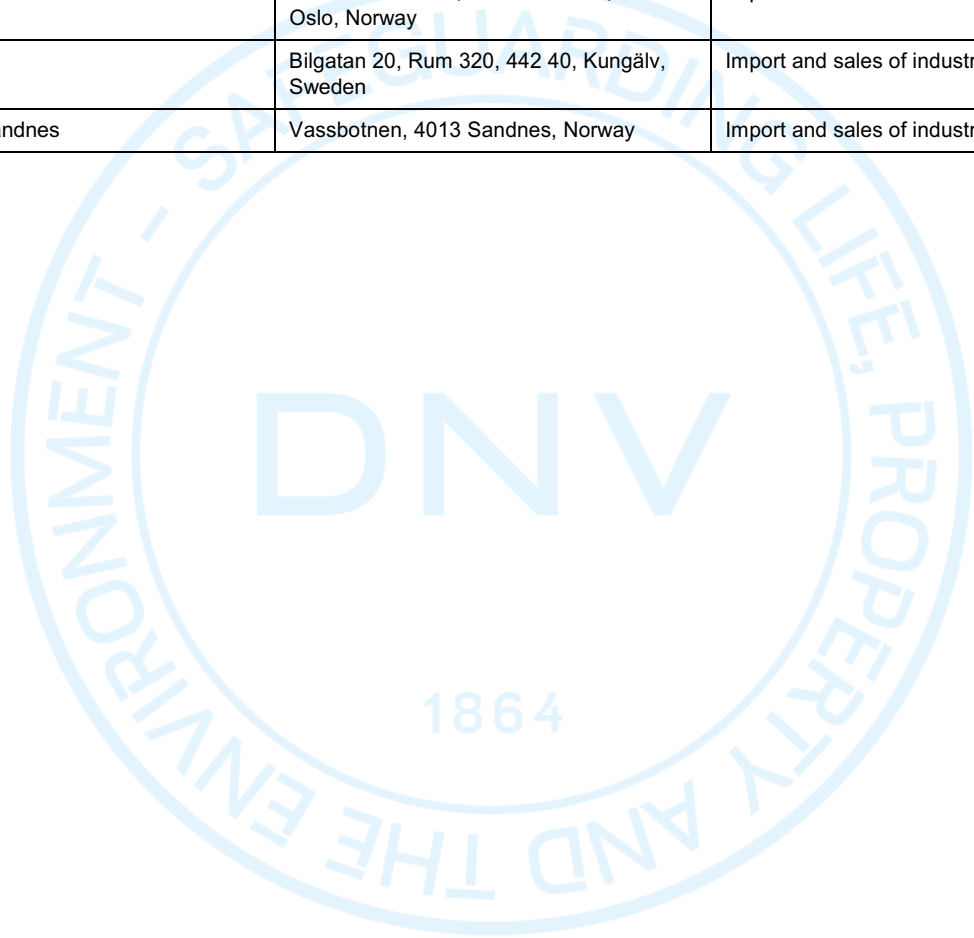 Oslo, Norway
Bilgatan 20, Rum 320, 442 40, Kungälv,
Sweden
Import and sales of industr
andnes
Vassbotnen, 4013 Sandnes, Norway
Import and sales of industr
SAFEGUARDING LIFE, PROPERTY AND THE ENVIRONMENT -
DNV
1864